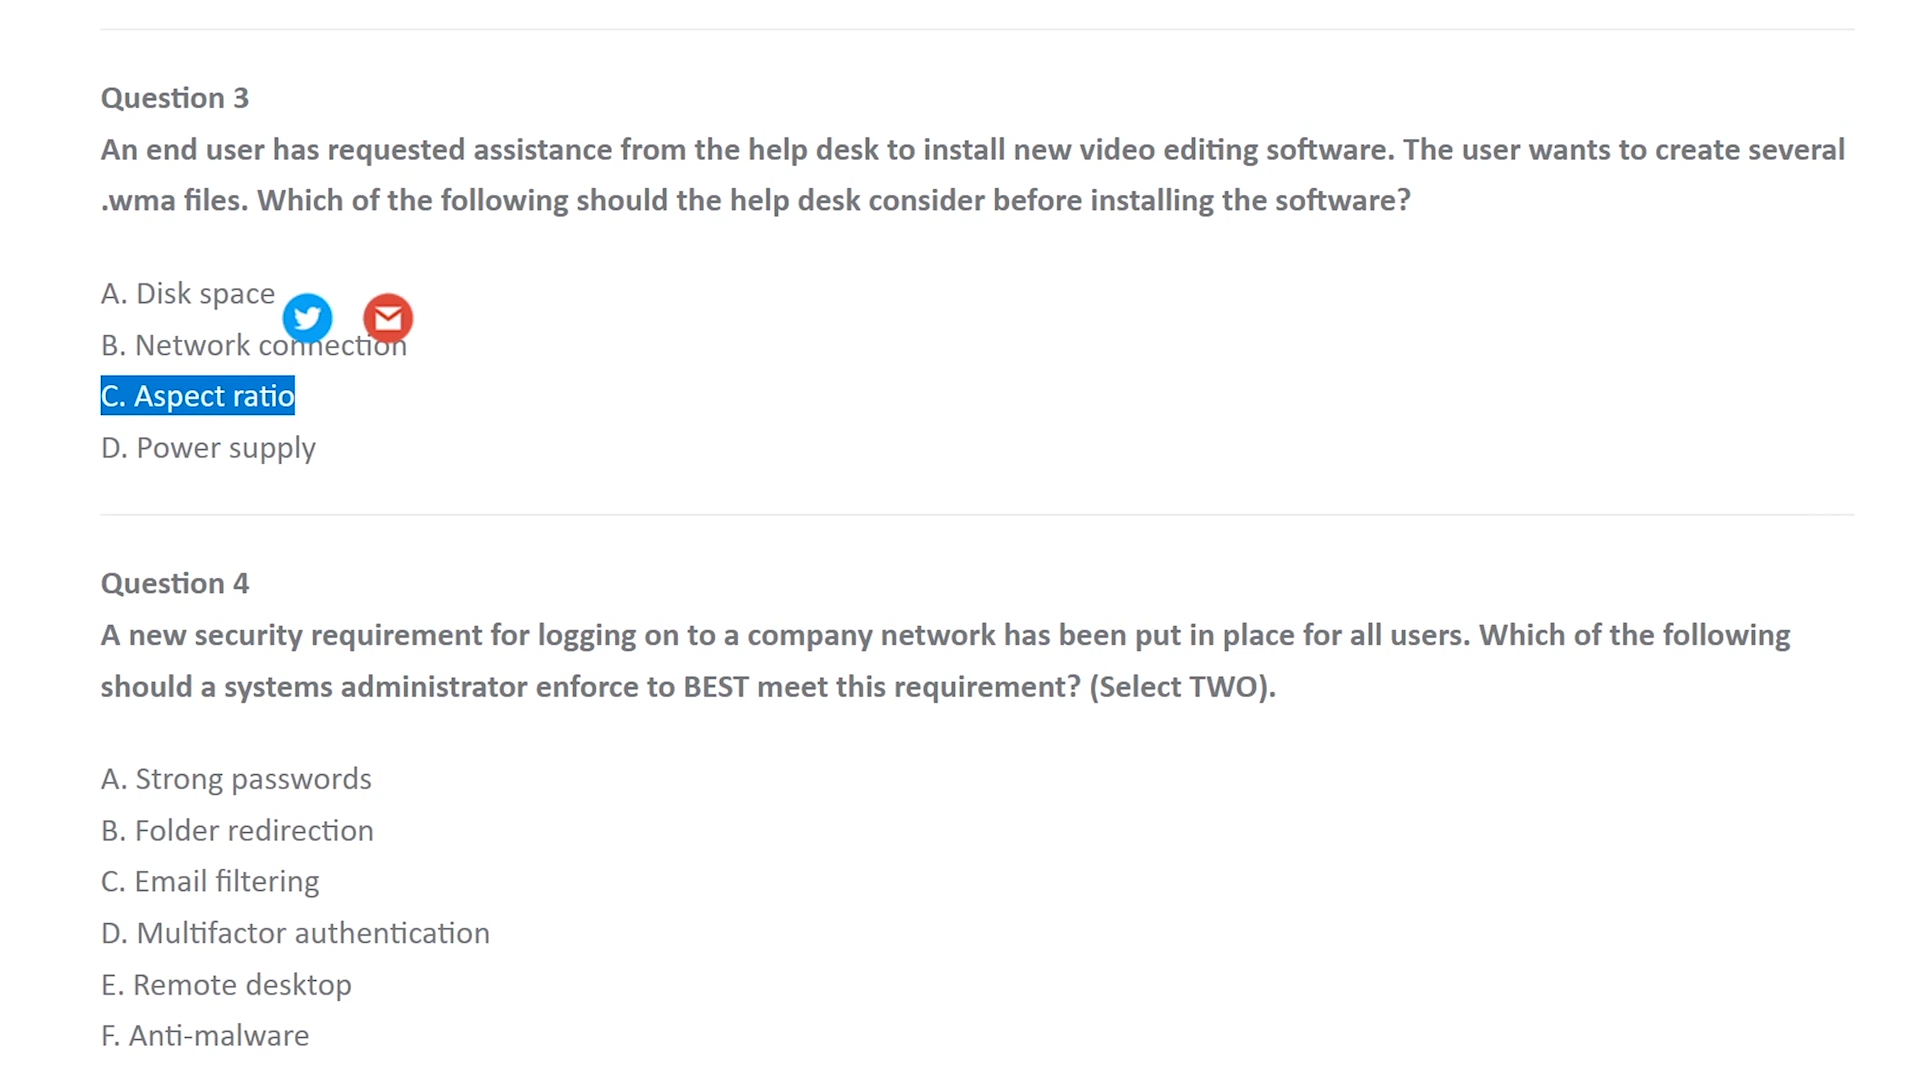 Question 3
An end user has requested assistance from the help desk to install new video editing software. The user wants to create several
.wma files. Which of the following should the help desk consider before installing the software?
A. Disk space
B. Network connection
C. Aspect ratio
D. Power supply
Question 4
A new security requirement for logging on to a company network has been put in place for all users. Which of the following
should a systems administrator enforce to BEST meet this requirement? (Select TWO).
A. Strong passwords
B. Folder redirection
C. Email filtering
D. Multifactor authentication
E. Remote desktop
F. Anti-malware